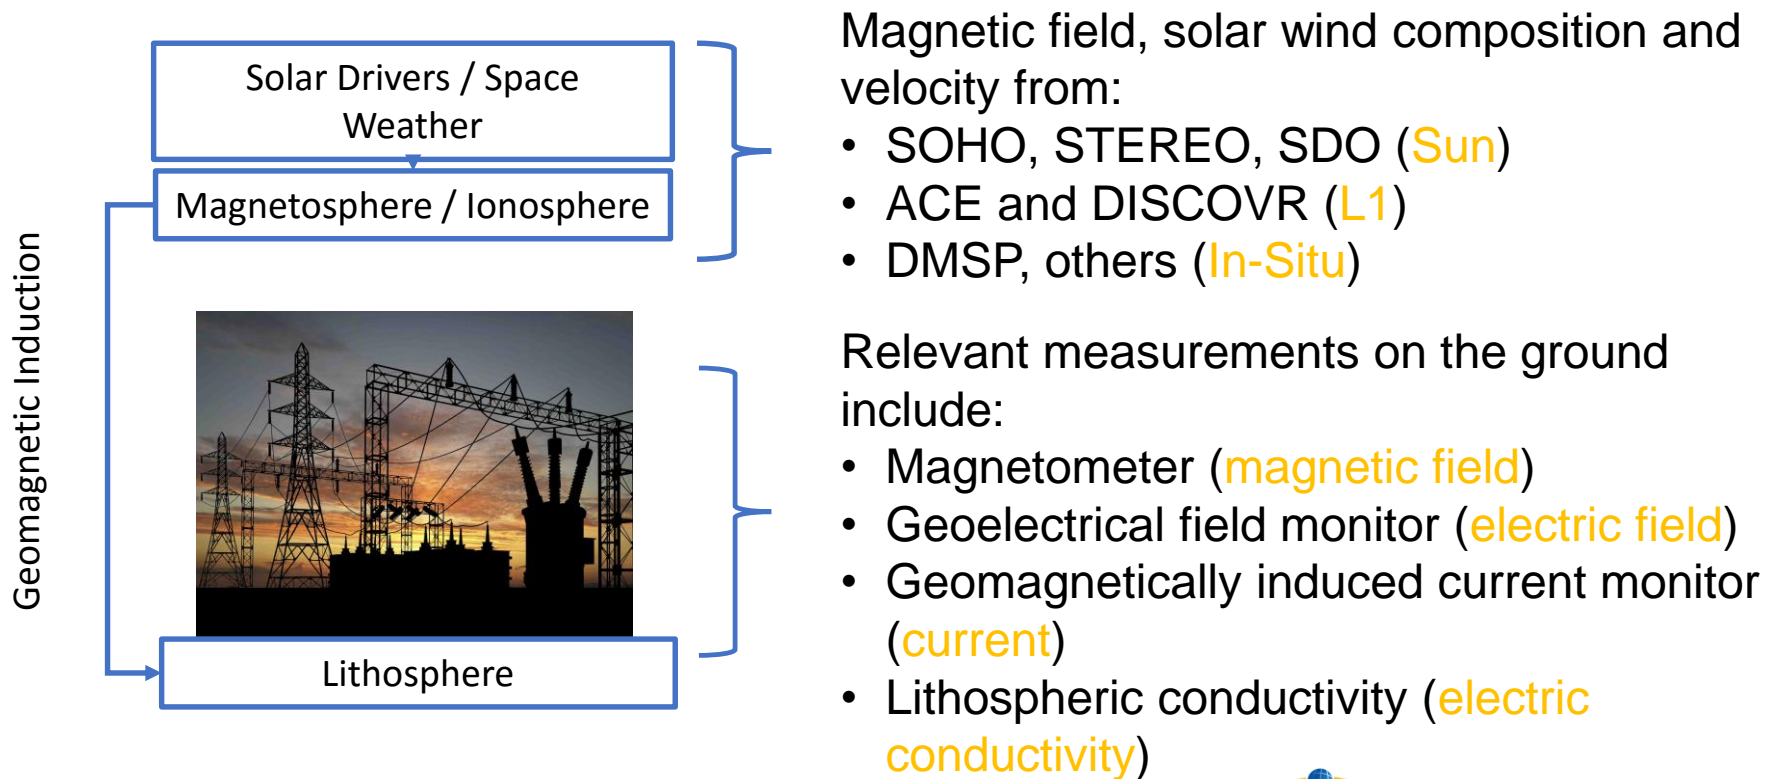 Solar Drivers / Space
Weather
Magnetosphere / Ionosphere
Geomagnetic Induction
Lithosphere
Magnetic field, solar wind composition and
velocity from:
• SOHO, STEREO, SDO (Sun)
• ACE and DISCOVR (L1)
• DMSP, others (In-Situ)
Relevant measurements on the ground
include:
• Magnetometer (magnetic field)
• Geoelectrical field monitor (electric field)
• Geomagnetically induced current monitor
(current)
• Lithospheric conductivity (electric
conductivity)